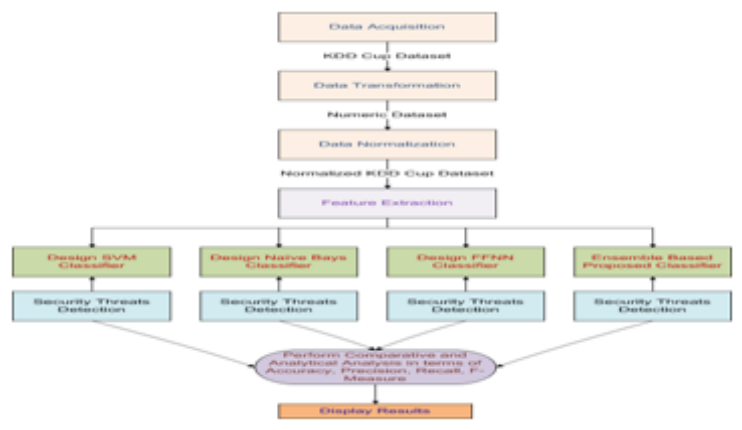 Data Acquisition
KDD Cup Dataset
Data Transformation
Numeric Dataset
Data Normalization
Normalized KDD Cup Dataset
Feature Extraction
Design SVM
Classifier
Design Naive Bays
Classifier
Design FFNN
Classifier
Ensemble Based
Proposed Classifier
Security Threats
Detection
Security Threats
Detection
Security Threats
Detection
Security Threats
Detection
Perform Comparative and
Analytical Analysis in terms of
Accuracy, Precision, Recall, F-
Measure
Display Results